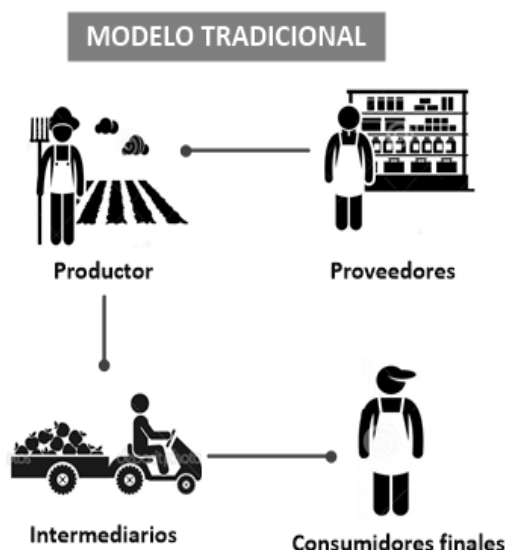 MODELO TRADICIONAL
Productor
Proveedores
Intermediarios
Consumidores finales